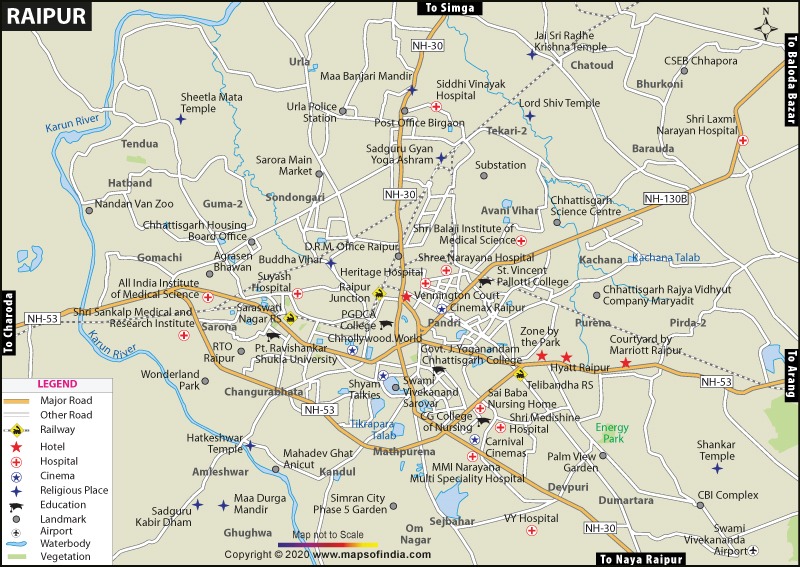 RAIPUR
To Simga
N
To Baloda Bazar
Jai Sri Radhe
Krishna Temple
Chatoud
CSEB Chhapora
Bhurkoni
NH-30
Urla
Maa Banjari Mandir
Siddhi Vinayak
Hospital
Sheetla Mata
Temple
Karun River
Urla Police
Station
Post Office Birgaon
Lord Shiv Temple
Tekari-2
Shri Laxmi
Narayan Hospital
Tendua
Sadguru Gyan
Yoga Ashram
Barauda
Sarora Main
Market
Substation
Hatband
Nandan Van Zoo
Guma-2
Sondongari
NH-30
NH-130B
Avani Vihar
Chhattisgarh
Science Centre
Chhattisgarh Housing
Board Office
Shri Balaji Institute of
Medical Science
D.R.M. Office Raipur
Gomachi
Agrasen
Bhawan
Buddha Vihar
Shree Narayana Hospital
Kachana
Kachana Talab
Heritage Hospital
St. Vincent
Pallotti College
All India Institute
of Medical Science
Suyash
Hospital
Raipur
Junction
Vennington Court
Chhattisgarh Rajya Vidhyut
Company Maryadit
To Charoda
NH-53
Shri Sankalp Medical and
Research Institute
Saraswati
Nagar RS
PGDCA
College
Cinemax Raipur
Sarona
Pandri
Purena
Pirda-2
Karun River
RTO
Raipur
Pt. Ravishankar
Shukla University
Chhollywood World
Zone by
the Park
Courtyard by
Marriott Raipur
Govt. J. Yoganandam
Chhattisgarh College
Hyatt Raipur
To Arang
Wonderland
Park
Changurabhata
Shyam
Talkies
Swami
Vivekanand
Sarovar
Telibandha RS
NH-53
Sai Baba
Nursing Home
NH-53
LEGEND
Major Road
Other Road
Railway
Hotel
Hospital
Cinema
Religious Place
Education
Landmark
Airport
Waterbody
Vegetation
Tikrapara
Talab
CG College
of Nursing
Shri Medishine
Hospital
Energy
Park
Hatkeshwar
Temple
Mathpurena
Carnival
Cinemas
Shankar
Temple
Mahadev Ghat
Anicut
Palm View
Garden
Amleshwar
Kandul
MMI Narayana
Multi Speciality Hospital
Devpuri
Dumartara
CBI Complex
Maa Durga
Mandir
Simran City
Phase 5 Garden
Sadguru
Kabir Dham
Sejbahar
VY Hospital
NH-30
Ghughwa
Om
Nagar
Swami
Vivekananda
Airport
Map not to Scale
Copyright © 2020 www.mapsofindia.com
To Naya Raipur